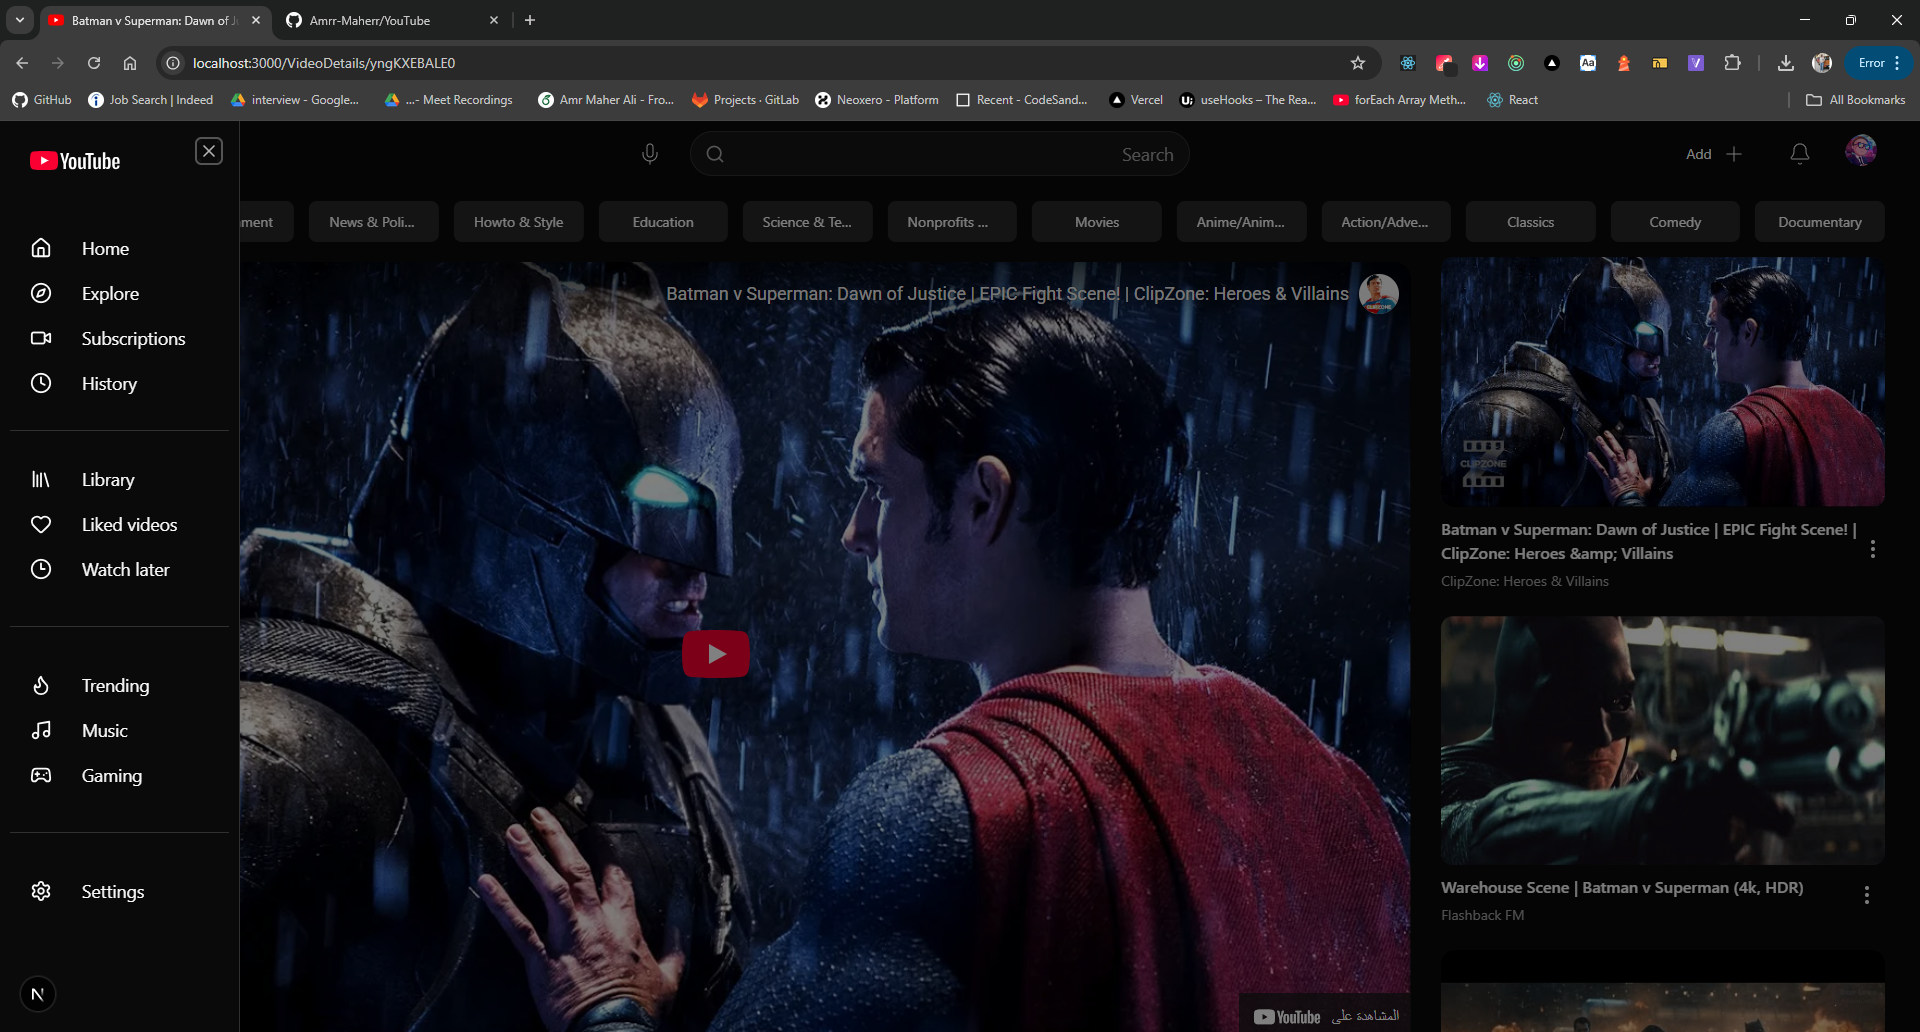 Batman v Superman: Dawn of J
Amrr-Maherr/YouTube
localhost:3000/VideoDetails/yngKXEBALE0
Error
GitHub
Job Search | Indeed
interview - Google...
...- Meet Recordings
Amr Maher Ali - Fro...
Projects · GitLab
Neoxero - Platform
Recent - CodeSand...
Vercel
useHooks – The Rea...
forEach Array Meth...
React
All Bookmarks
YouTube
Search
Add
ment
News & Poli...
Howto & Style
Education
Science & Te...
Nonprofits ...
Movies
Anime/Anim...
Action/Adve...
Classics
Comedy
Documentary
Home
Explore
Subscriptions
History
Library
Liked videos
Watch later
Trending
Music
Gaming
Settings
N
Batman v Superman: Dawn of Justice | EPIC Fight Scene! | ClipZone: Heroes & Villains
YouTube المشاهدة على
CLIPZONE
Batman v Superman: Dawn of Justice | EPIC Fight Scene! |
ClipZone: Heroes &amp; Villains
ClipZone: Heroes & Villains
Warehouse Scene | Batman v Superman (4k, HDR)
Flashback FM